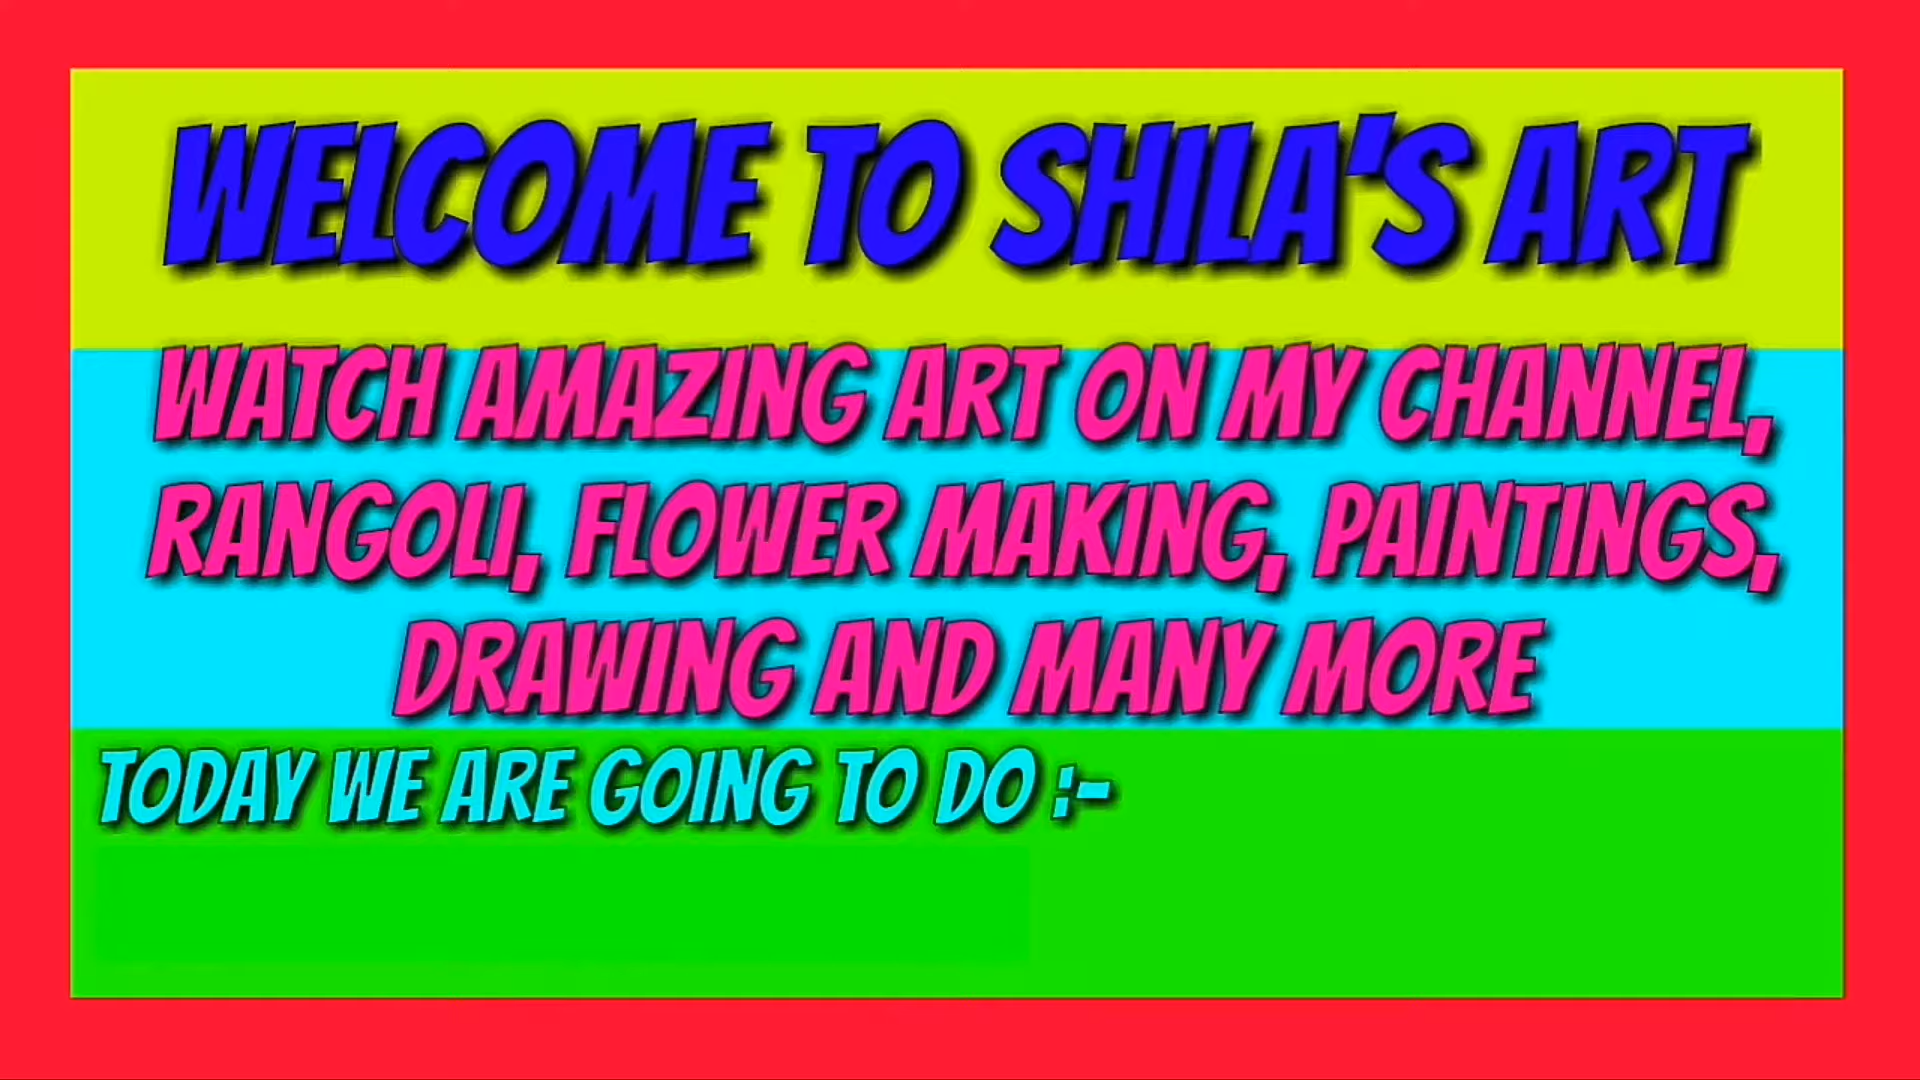 WELCOME TO SHILA'S ART
WATCH AMAZING ART ON MY CHANNEL,
RANGOLI, FLOWER MAKING, PAINTINGS,
DRAWING AND MANY MORE
TODAY WE ARE GOING TO DO :-